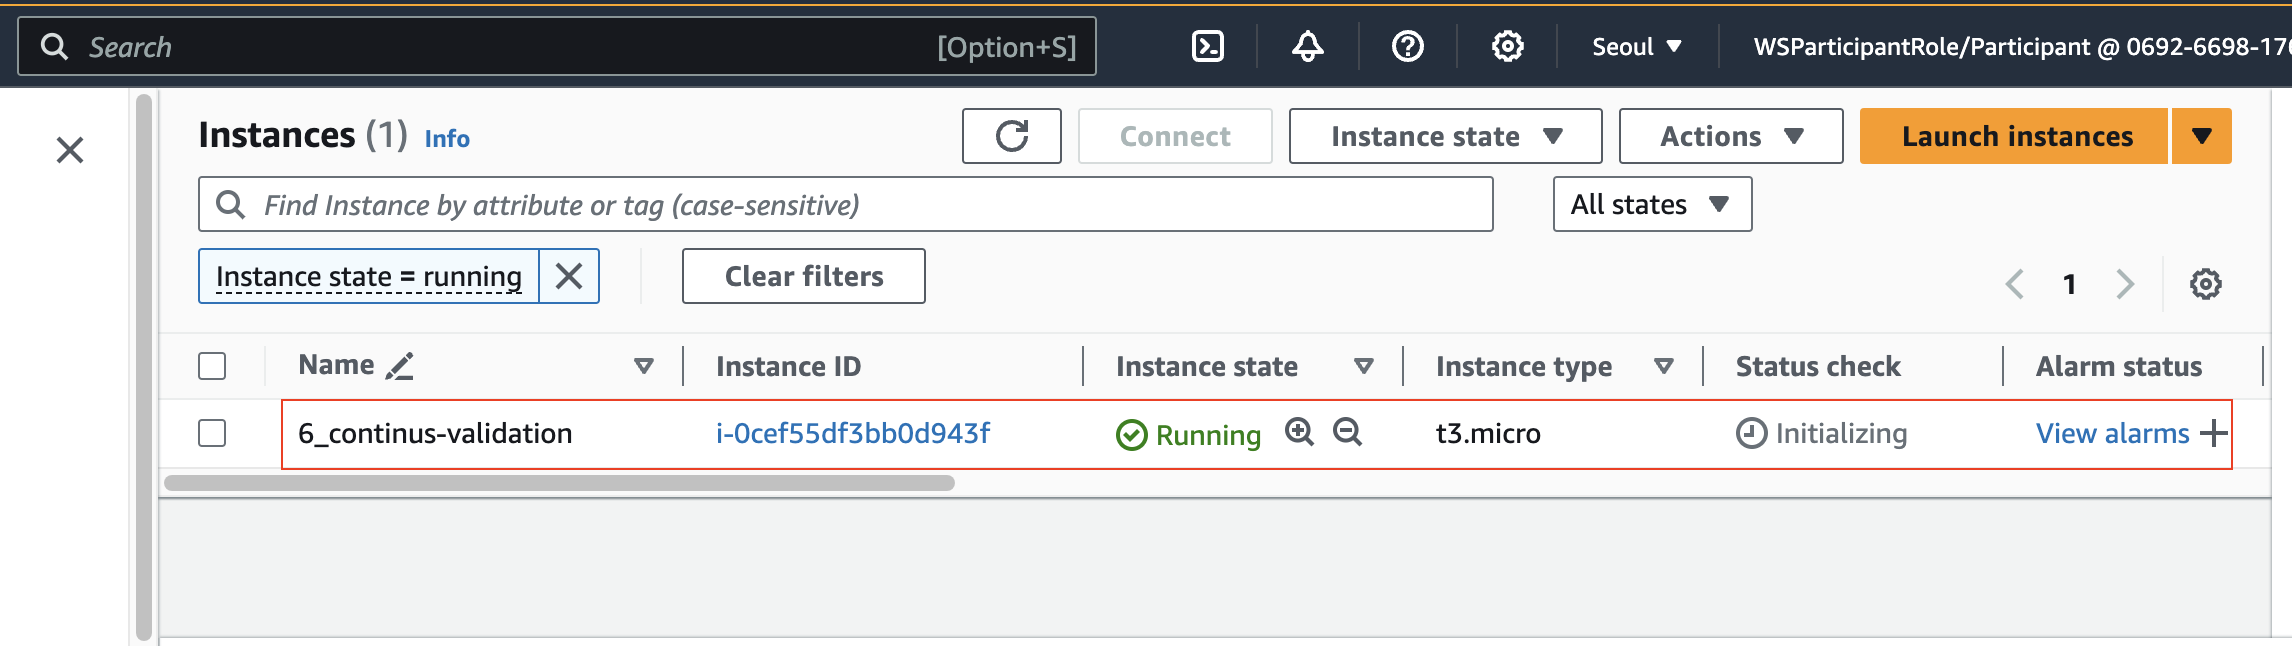 Search [Option+S] Seoul WSParticipantRole/Participant @ 0692-6698-176
Instances (1) Info Connect Instance state Actions Launch instances
Find Instance by attribute or tag (case-sensitive) All states
Instance state = running Clear filters 1
Name Instance ID Instance state Instance type Status check Alarm status
6_continus-validation i-0cef55df3bb0d943f Running t3.micro Initializing View alarms